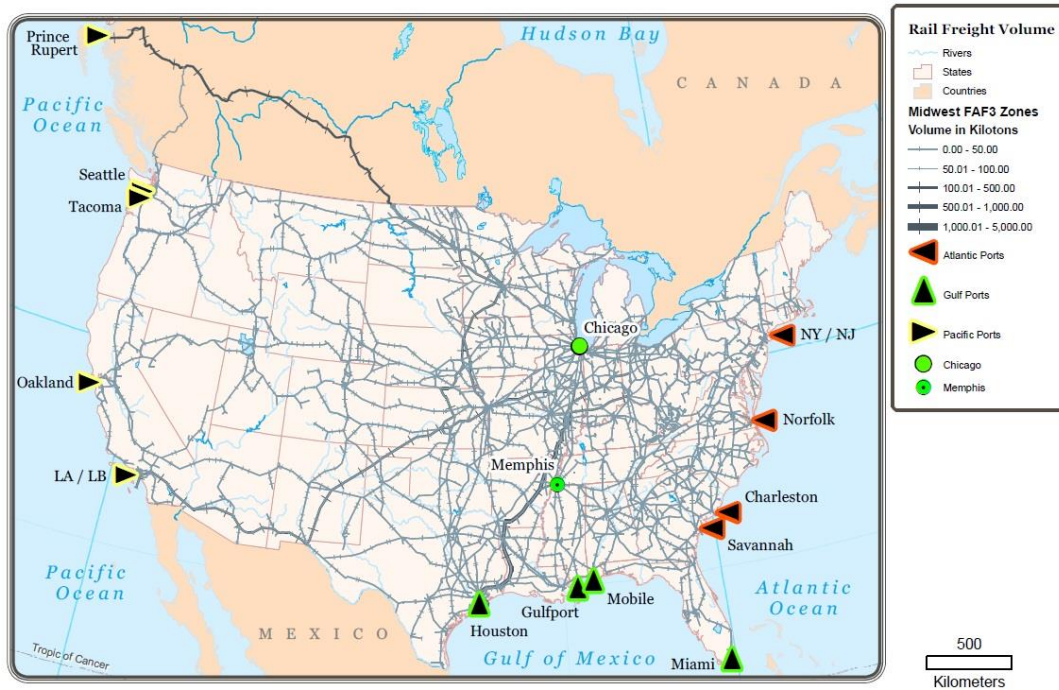 Prince
Rupert
Hudson Bay
CANADA
Pacific
Ocean
Seattle
Tacoma
Chicago
NY / NJ
Oakland
Norfolk
Memphis
LA / LB
Charleston
Savannah
Pacific
Ocean
Atlantic
Ocean
Mobile
Gulfport
Houston
MEXICO
Gulf of Mexico
Miami
Tropic of Cancer
Rail Freight Volume
Rivers
States
Countries
Midwest FAF3 Zones
Volume in Kilotons
0.00 - 50.00
50.01 - 100.00
100.01 - 500.00
500.01 - 1,000.00
1,000.01 - 5,000.00
Atlantic Ports
Gulf Ports
Pacific Ports
Chicago
Memphis
500
Kilometers